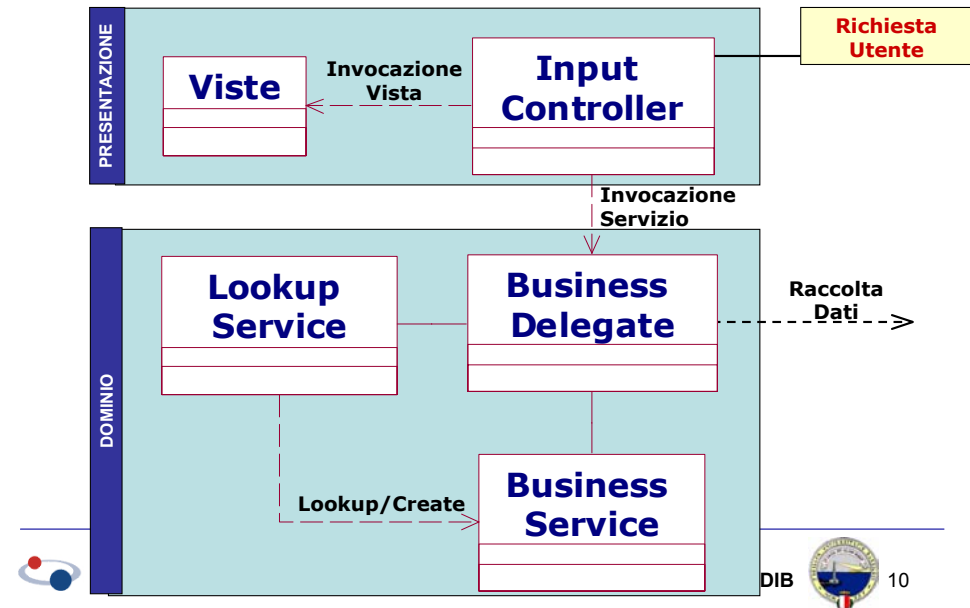 PRESENTAZIONE
Richiesta
Utente
Viste
Invocazione
Vista
Input
Controller
Invocazione
Servizio
DOMINIO
Lookup
Service
Business
Delegate
Raccolta
Dati
Lookup/Create
Business
Service
DIB
10